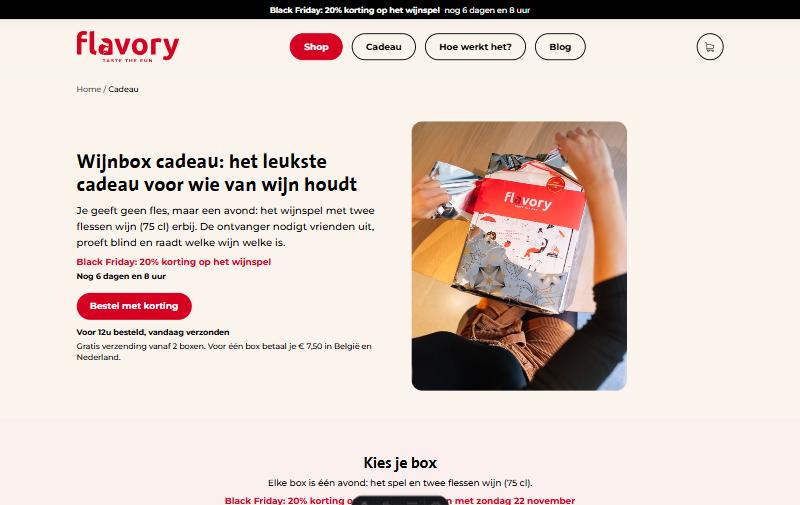 Black Friday: 20% korting op het wijnspel nog 6 dagen en 8 uur
flavory
TASTE THE FUN
Shop
Cadeau
Hoe werkt het?
Blog
Home / Cadeau
Wijnbox cadeau: het leukste
cadeau voor wie van wijn houdt
Je geeft geen fles, maar een avond: het wijnspel met twee
flessen wijn (75 cl) erbij. De ontvanger nodigt vrienden uit,
proeft blind en raadt welke wijn welke is.
Black Friday: 20% korting op het wijnspel
Nog 6 dagen en 8 uur
Bestel met korting
Voor 12u besteld, vandaag verzonden
Gratis verzending vanaf 2 boxen. Voor één box betaal je € 7,50 in België en
Nederland.
flavory
Kies je box
Elke box is één avond: het spel en twee flessen wijn (75 cl).
Black Friday: 20% korting met zondag 22 november